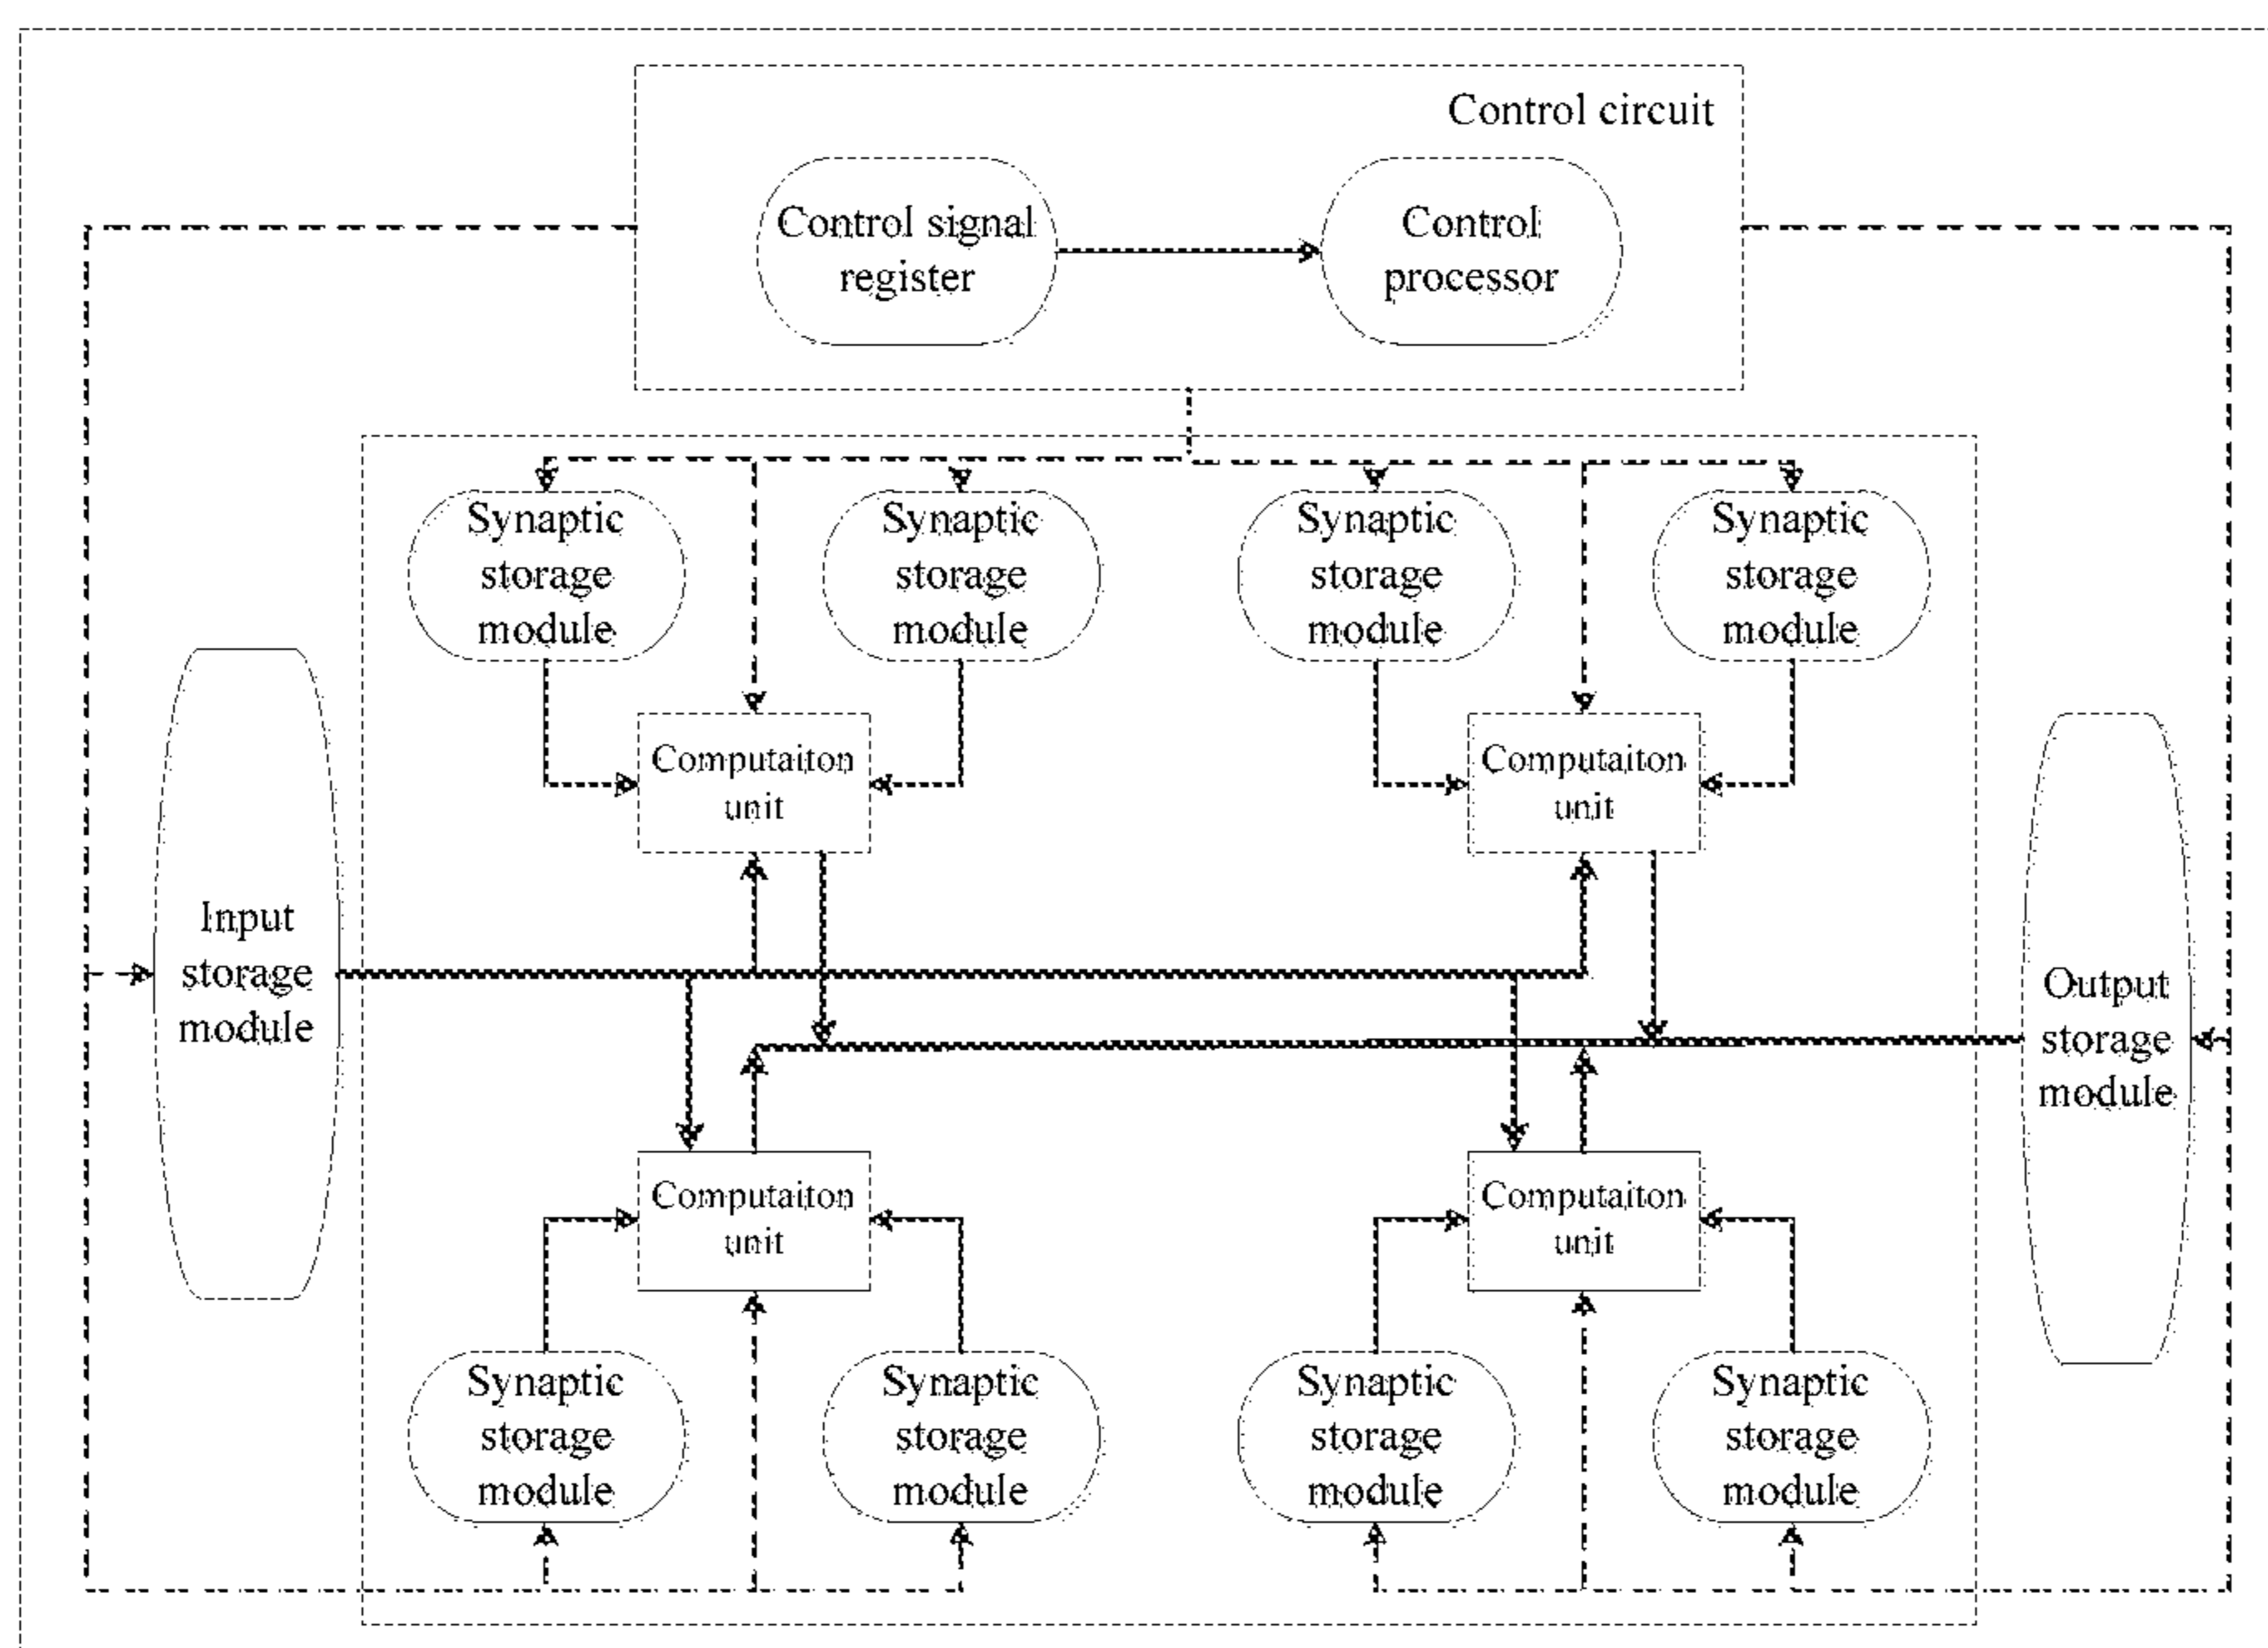 Control circuit
Control signal
register
Control
processor
Synaptic
storage
module
Synaptic
storage
module
Synaptic
storage
module
Synaptic
storage
module
Computaiton
unit
Computaiton
unit
Input
storage
module
Output
storage
module
Computaiton
unit
Computaiton
unit
Synaptic
storage
module
Synaptic
storage
module
Synaptic
storage
module
Synaptic
storage
module